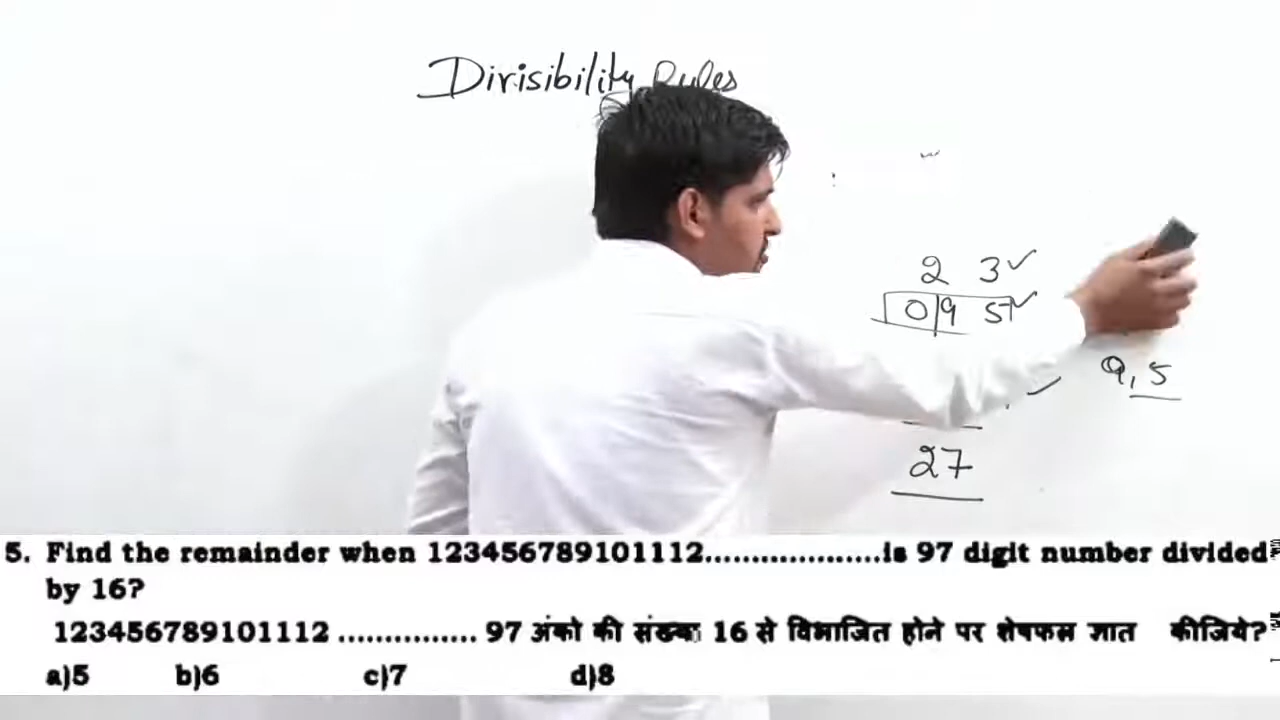 Divisibility Rules
2 3 ✓
0 9 5 ✓
9, 5
27
5. Find the remainder when 123456789101112...................is 97 digit number divided
by 16?
123456789101112 ............... 97 अंको की संख्या 16 से विभाजित होने पर शेषफल ज्ञात कीजिये?
a)5 b)6 c)7 d)8